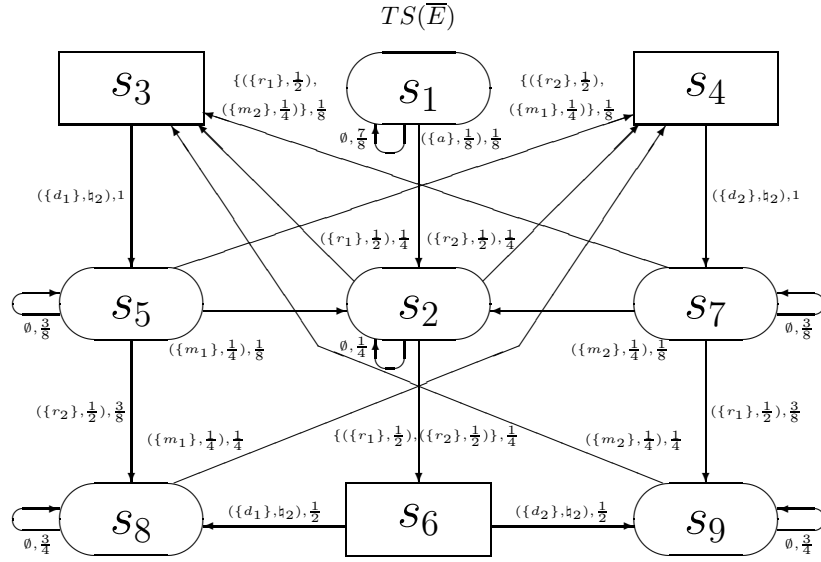 TS(E̅)
s₃
s₁
s₄
{({r₁},½),
({m₂},¼)},⅛
{({r₂},½),
({m₁},¼)},⅛
∅,⅞
({a},⅛),⅛
({d₁},♮₂),1
({d₂},♮₂),1
({r₁},½),¼
({r₂},½),¼
s₅
s₂
s₇
∅,⅜
({m₁},¼),⅛
∅,¼
({m₂},¼),⅛
∅,⅜
({r₂},½),⅜
({r₁},½),⅜
({m₁},¼),¼
{({r₁},½),({r₂},½)},¼
({m₂},¼),¼
s₈
({d₁},♮₂),½
s₆
({d₂},♮₂),½
s₉
∅,¾
∅,¾